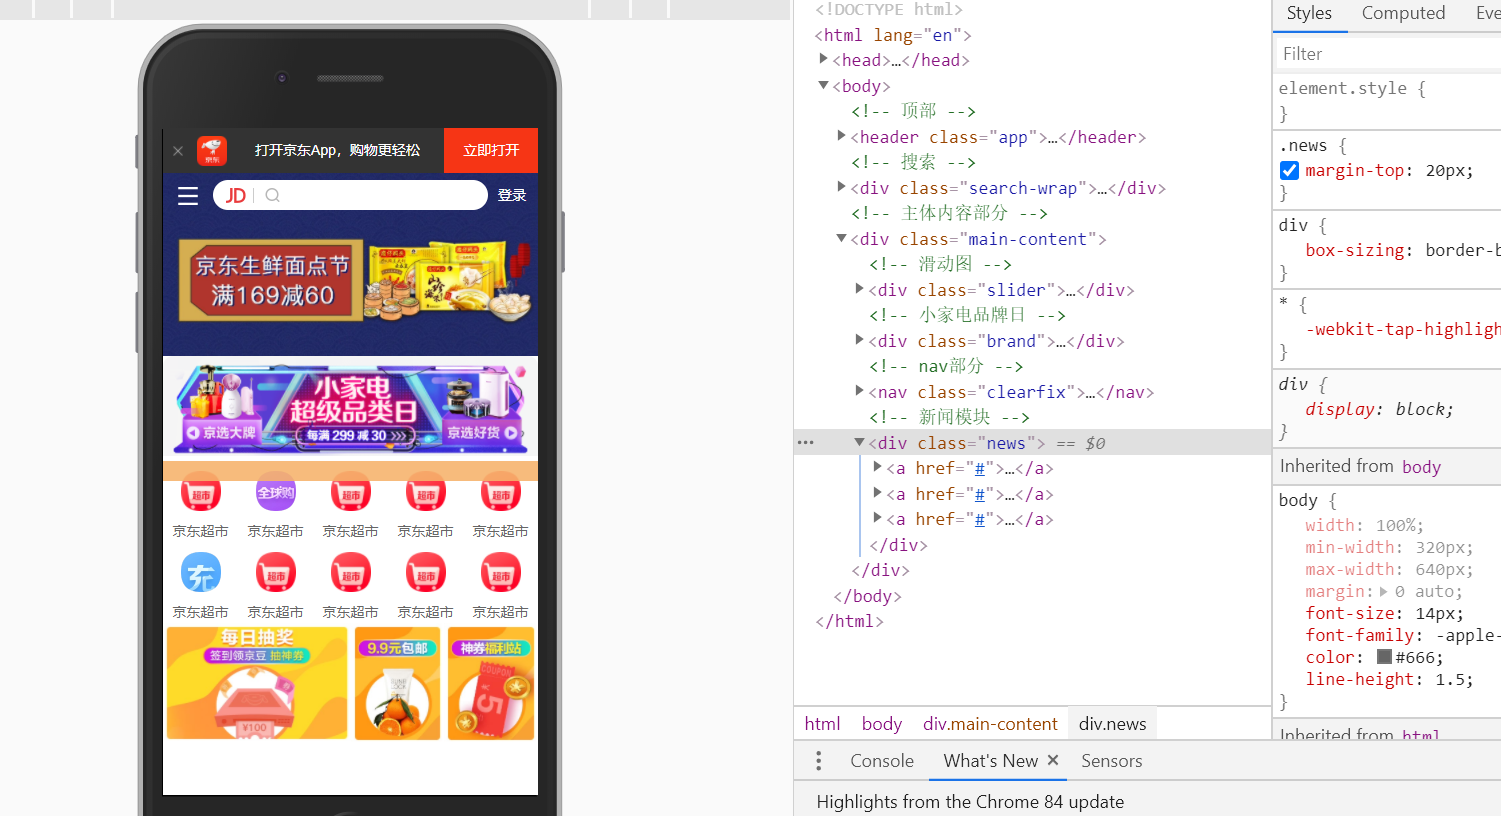 ×
京东
打开京东App，购物更轻松
立即打开
JD
登录
京东生鲜面点节
满169减60
小家电
超级品类日
京选大牌
每满 299 减 30
京选好货
超市
全球购
超市
超市
超市
京东超市
京东超市
京东超市
京东超市
京东超市
充
超市
超市
超市
超市
京东超市
京东超市
京东超市
京东超市
京东超市
每日抽奖
签到领京豆 抽神券
¥100
9.9元包邮
神券福利站
COUPON
5
<!DOCTYPE html>
<html lang="en">
<head>…</head>
<body>
<!-- 顶部 -->
<header class="app">…</header>
<!-- 搜索 -->
<div class="search-wrap">…</div>
<!-- 主体内容部分 -->
<div class="main-content">
<!-- 滑动图 -->
<div class="slider">…</div>
<!-- 小家电品牌日 -->
<div class="brand">…</div>
<!-- nav部分 -->
<nav class="clearfix">…</nav>
<!-- 新闻模块 -->
<div class="news"> == $0
<a href="#">…</a>
<a href="#">…</a>
<a href="#">…</a>
</div>
</div>
</body>
</html>
html body div.main-content div.news
Console What's New × Sensors
Highlights from the Chrome 84 update
Styles Computed Eve
Filter
element.style {
}
.news {
margin-top: 20px;
}
div {
box-sizing: border-b
}
* {
-webkit-tap-highligh
}
div {
display: block;
}
Inherited from body
body {
width: 100%;
min-width: 320px;
max-width: 640px;
margin: 0 auto;
font-size: 14px;
font-family: -apple-
color: #666;
line-height: 1.5;
}
Inherited from html